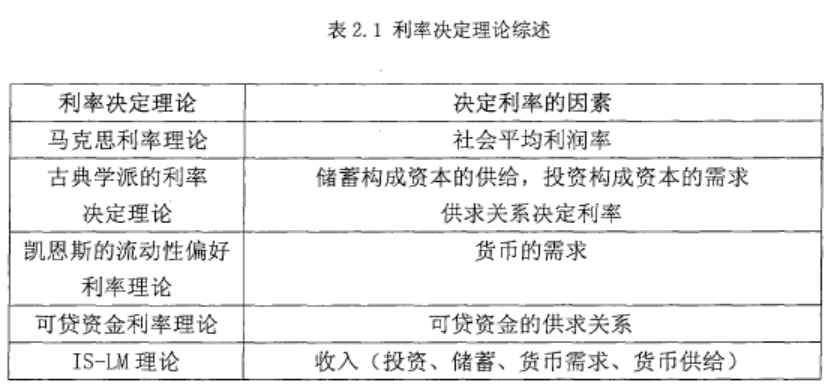 表2.1 利率决定理论综述
利率决定理论 决定利率的因素
马克思利率理论 社会平均利润率
古典学派的利率 储蓄构成资本的供给，投资构成资本的需求
决定理论 供求关系决定利率
凯恩斯的流动性偏好 货币的需求
利率理论
可贷资金利率理论 可贷资金的供求关系
IS-LM 理论 收入（投资、储蓄、货币需求、货币供给）